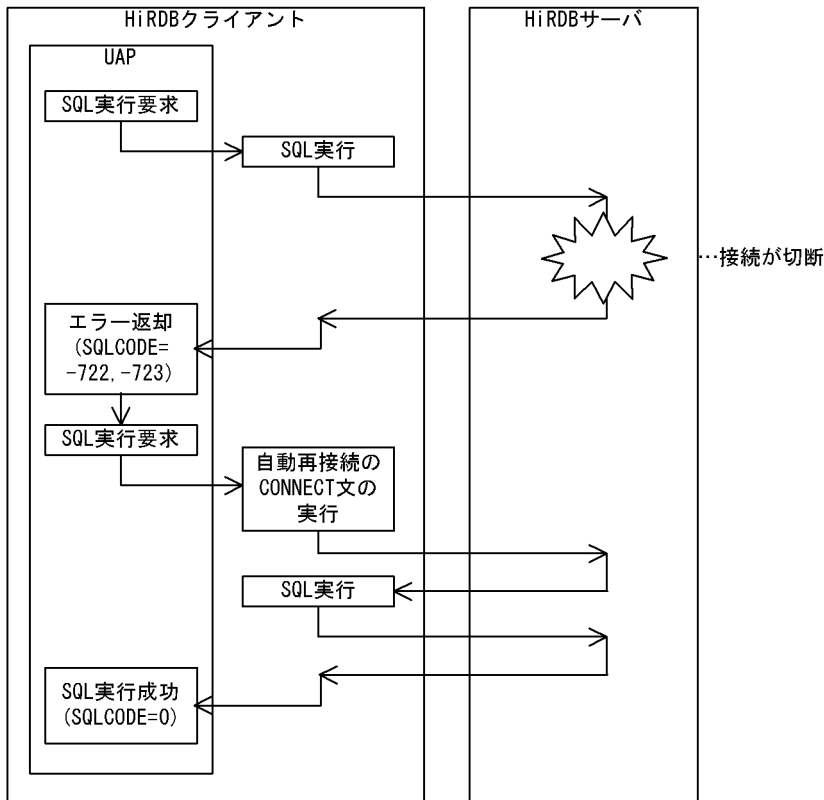 HiRDBクライアント
HiRDBサーバ
UAP
SQL実行要求
SQL実行
…接続が切断
エラー返却
(SQLCODE=
-722,-723)
SQL実行要求
自動再接続の
CONNECT文の
実行
SQL実行
SQL実行成功
(SQLCODE=0)